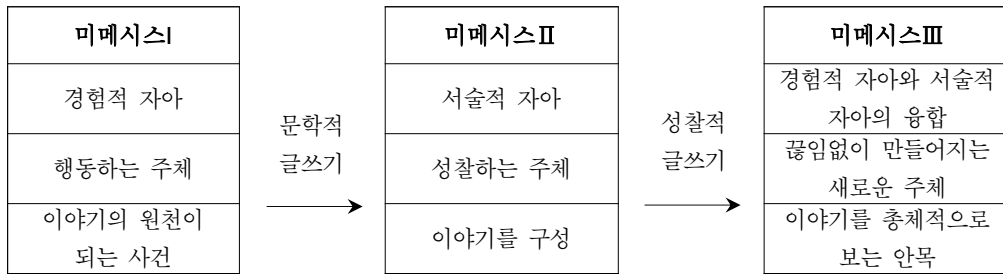 미메시스Ⅰ
경험적 자아
행동하는 주체
이야기의 원천이
되는 사건
문학적
글쓰기
미메시스Ⅱ
서술적 자아
성찰하는 주체
이야기를 구성
성찰적
글쓰기
미메시스Ⅲ
경험적 자아와 서술적
자아의 융합
끊임없이 만들어지는
새로운 주체
이야기를 총체적으로
보는 안목